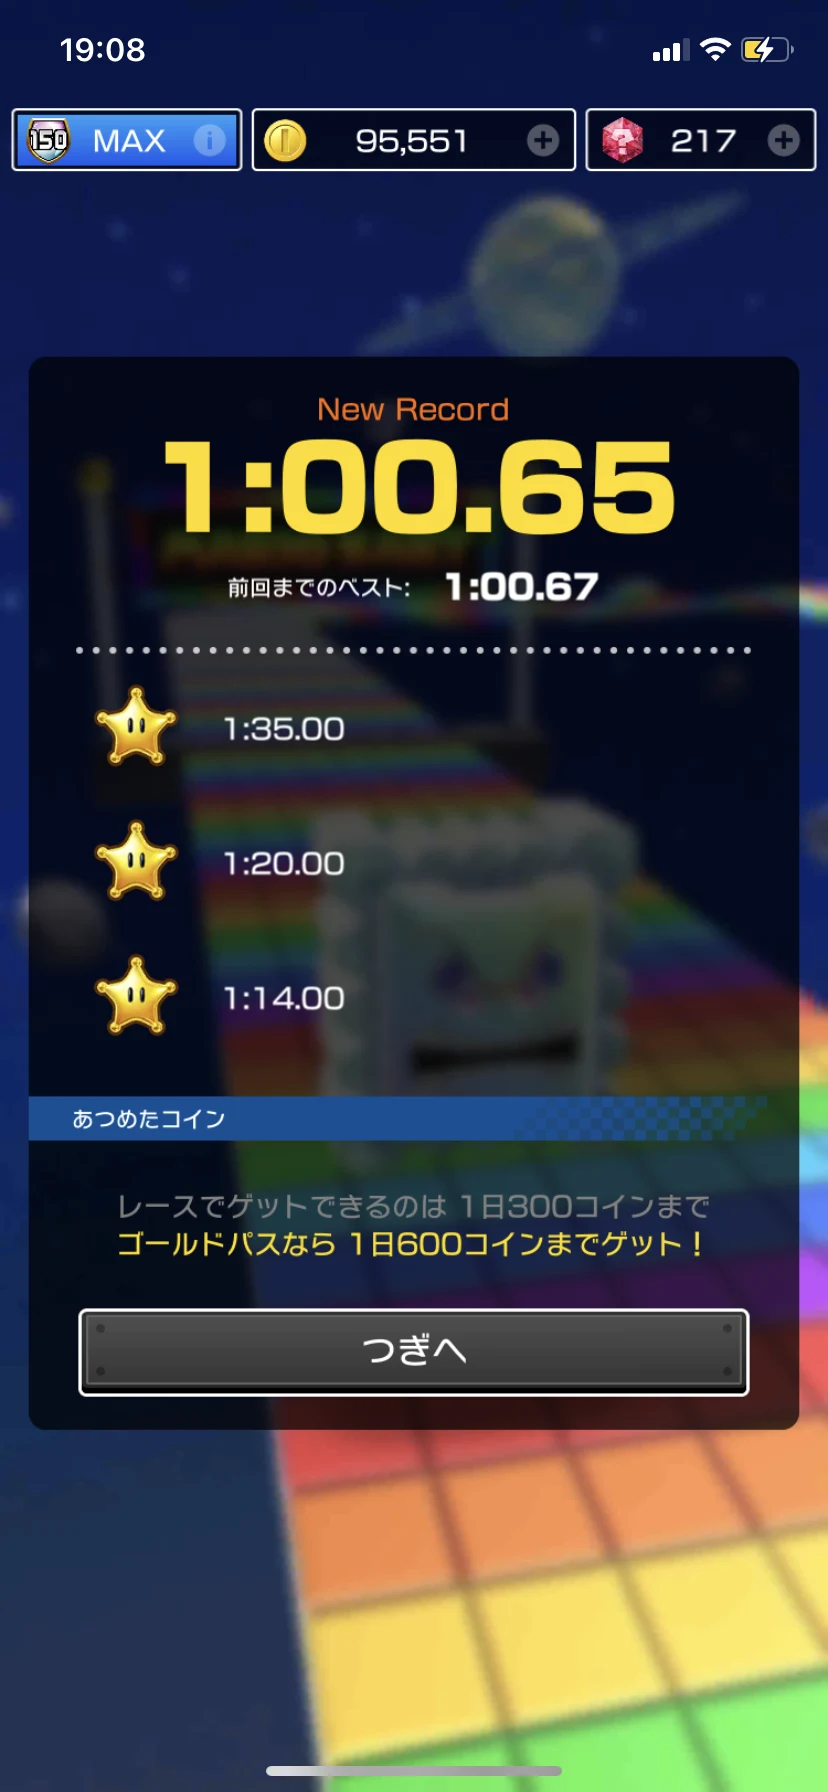 19:08
150 MAX i 95,551 217
New Record
1:00.65
前回までのベスト: 1:00.67
1:35.00
1:20.00
1:14.00
あつめたコイン
レースでゲットできるのは 1日300コインまで
ゴールドパスなら 1日600コインまでゲット！
つぎへ